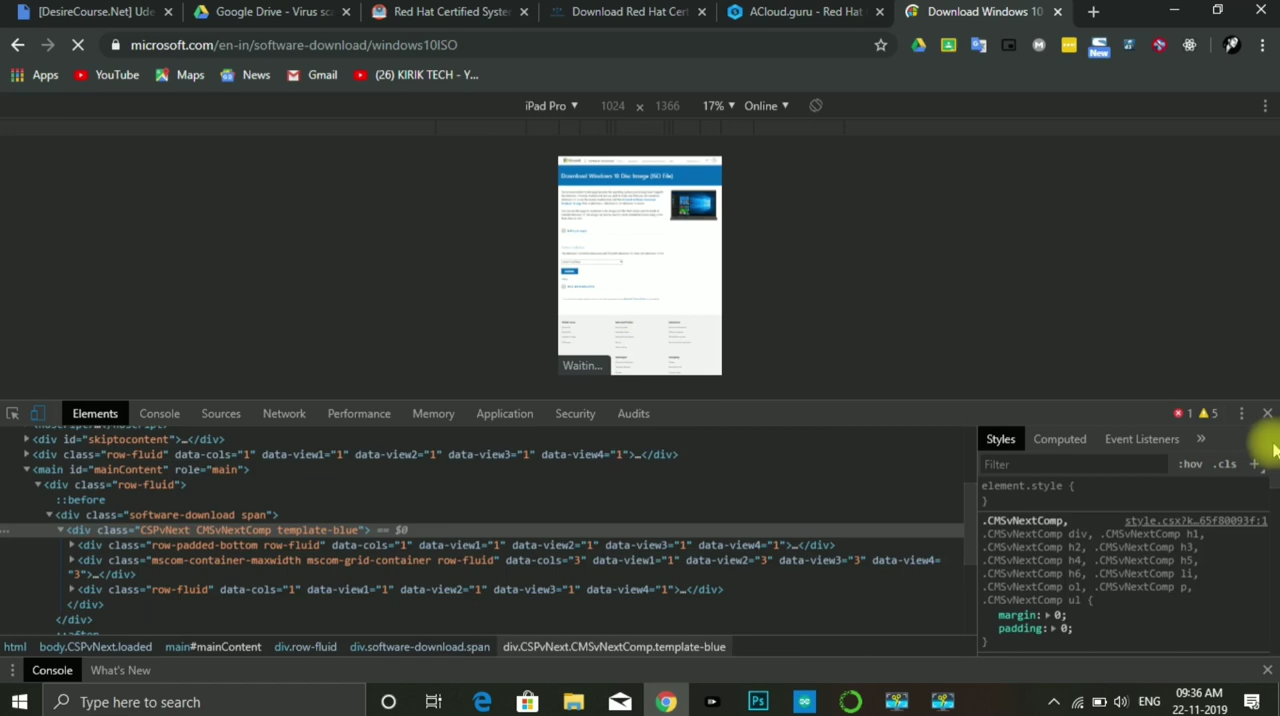 [DesireCourse.Net] Ude
Google Drive - Virus sc
Red Hat Certified Syste
Download Red Hat Cert
ACloud.guru - Red Hat
Download Windows 10
microsoft.com/en-in/software-download/windows10ISO
New
Apps YouTube Maps News Gmail (26) KIRIK TECH - Y...
iPad Pro 1024 × 1366 17% Online
Download Windows 10 Disc Image (ISO File)
Waitin...
Elements Console Sources Network Performance Memory Application Security Audits 1 5
<div id="skiptocontent">…</div>
<div class="row-fluid" data-cols="1" data-view1="1" data-view2="1" data-view3="1" data-view4="1">…</div>
<main id="mainContent" role="main">
<div class="row-fluid">
::before
<div class="software-download span">
... <div class="CSPvNext CMSvNextComp template-blue"> == $0
<div class="row-padded-bottom row-fluid" data-cols="1" data-view1="1" data-view2="1" data-view3="1" data-view4="1">…</div>
<div class="mscom-container-maxwidth mscom-grid-container row-fluid" data-cols="3" data-view1="1" data-view2="3" data-view3="3" data-view4=
"3">…</div>
<div class="row-fluid" data-cols="1" data-view1="1" data-view2="1" data-view3="1" data-view4="1">…</div>
</div>
</div>
::after
Styles Computed Event Listeners »
Filter :hov .cls +
element.style {
}
.CMSvNextComp, style.csx?k…65f80093f:1
.CMSvNextComp div, .CMSvNextComp h1,
.CMSvNextComp h2, .CMSvNextComp h3,
.CMSvNextComp h4, .CMSvNextComp h5,
.CMSvNextComp h6, .CMSvNextComp li,
.CMSvNextComp ol, .CMSvNextComp p,
.CMSvNextComp ul {
margin: 0;
padding: 0;
}
html body.CSPvNext.loaded main#mainContent div.row-fluid div.software-download.span div.CSPvNext.CMSvNextComp.template-blue
Console What's New
Type here to search
ENG
09:36 AM
22-11-2019